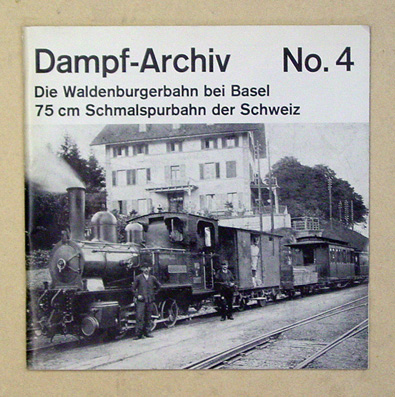 Dampf-Archiv No. 4
Die Waldenburgerbahn bei Basel
75 cm Schmalspurbahn der Schweiz